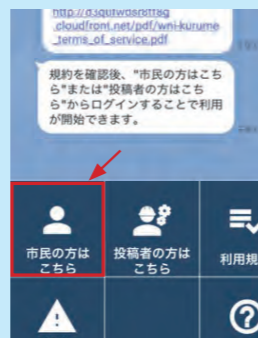 .cloudfront.net/pdf/wni-kurume
_terms_of_service.pdf
規約を確認後、"市民の方はこち
ら"または"投稿者の方はこち
ら"からログインすることで利用
が開始できます。
市民の方は
こちら
投稿者の方は
こちら
利用規